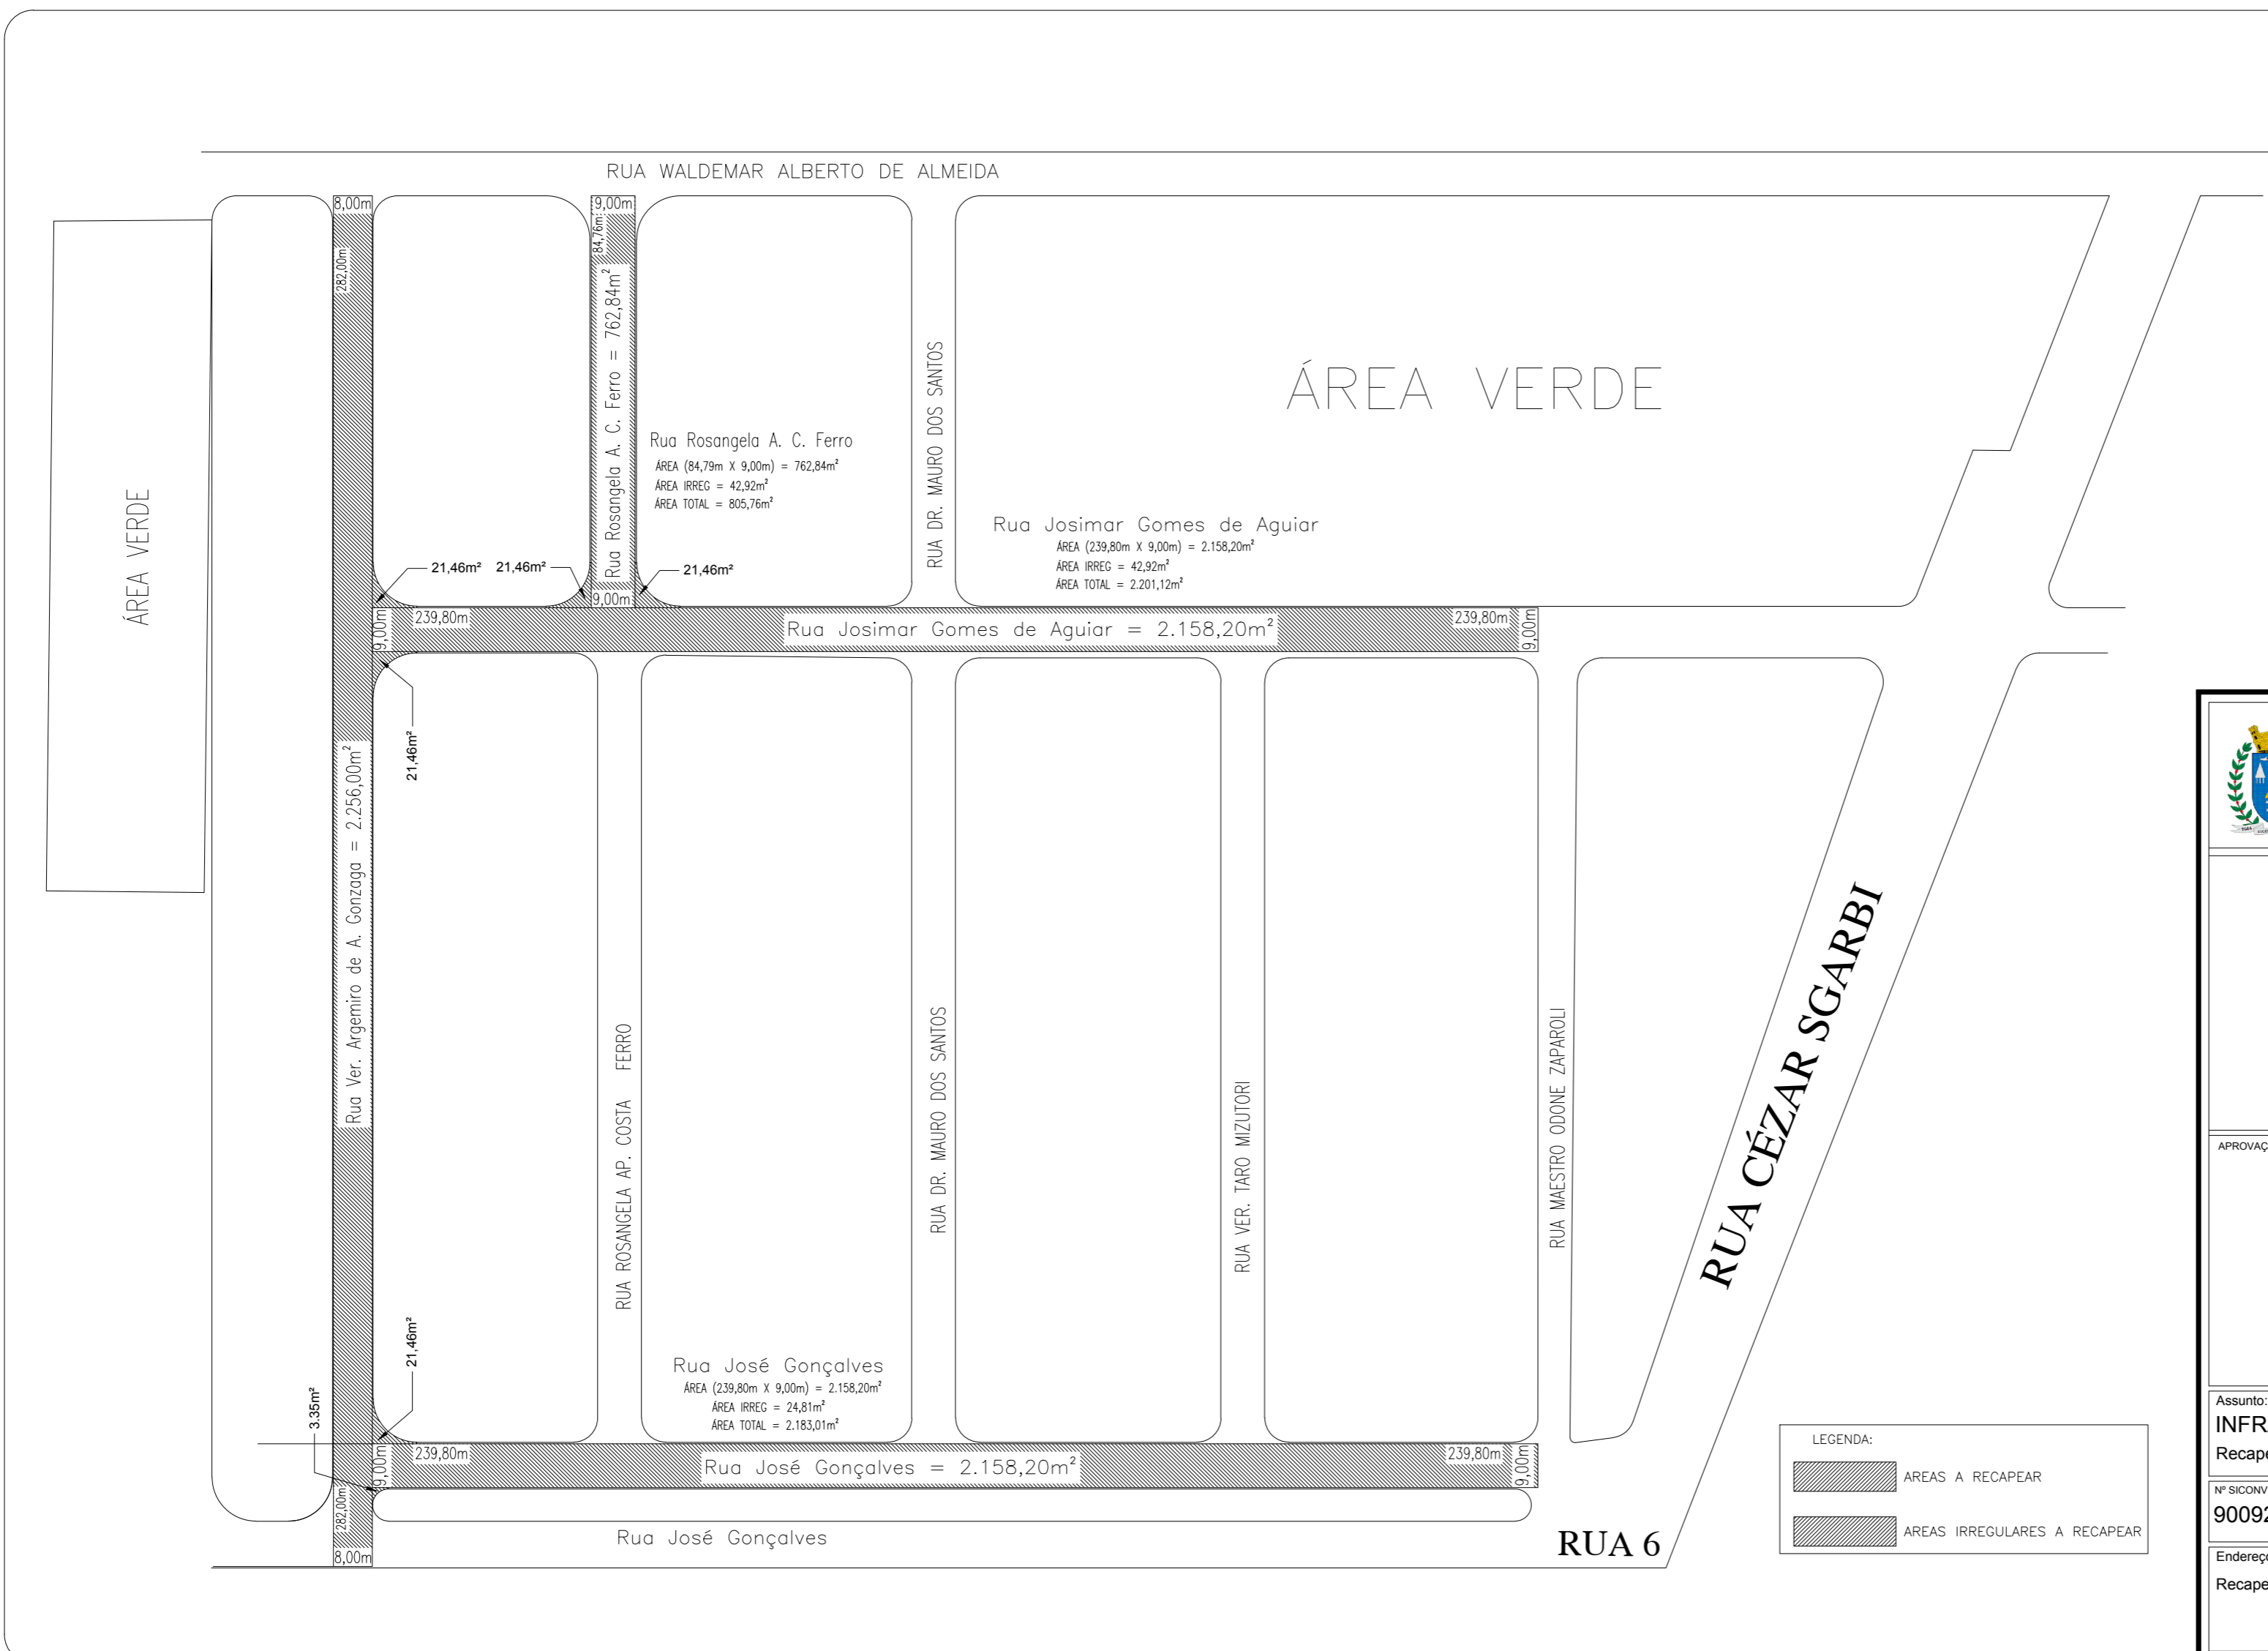 RUA WALDEMAR ALBERTO DE ALMEIDA
8,00m
9,00m
282,00m
84,76m
ÁREA VERDE
Rua Rosangela A. C. Ferro = 762,84m²
Rua Rosangela A. C. Ferro
ÁREA (84,79m X 9,00m) = 762,84m²
ÁREA IRREG = 42,92m²
ÁREA TOTAL = 805,76m²
RUA DR. MAURO DOS SANTOS
ÁREA VERDE
Rua Josimar Gomes de Aguiar
ÁREA (239,80m X 9,00m) = 2.158,20m²
ÁREA IRREG = 42,92m²
ÁREA TOTAL = 2.201,12m²
21,46m²
21,46m²
21,46m²
9,00m
9,00m
239,80m
Rua Josimar Gomes de Aguiar = 2.158,20m²
239,80m
9,00m
21,46m²
Rua Ver. Argemiro de A. Gonzaga = 2.256,00m²
RUA ROSANGELA AP. COSTA FERRO
RUA DR. MAURO DOS SANTOS
RUA VER. TARO MIZUTORI
RUA MAESTRO ODONE ZAPAROLI
RUA CÉZAR SGARBI
21,46m²
3.35m²
Rua José Gonçalves
ÁREA (239,80m X 9,00m) = 2.158,20m²
ÁREA IRREG = 24,81m²
ÁREA TOTAL = 2.183,01m²
9,00m
239,80m
Rua José Gonçalves = 2.158,20m²
239,80m
9,00m
282,00m
8,00m
Rua José Gonçalves
RUA 6
LEGENDA:
AREAS A RECAPEAR
AREAS IRREGULARES A RECAPEAR
APROVAÇ
Assunto:
INFRA
Recape
Nº SICONV
90092
Endereço
Recape